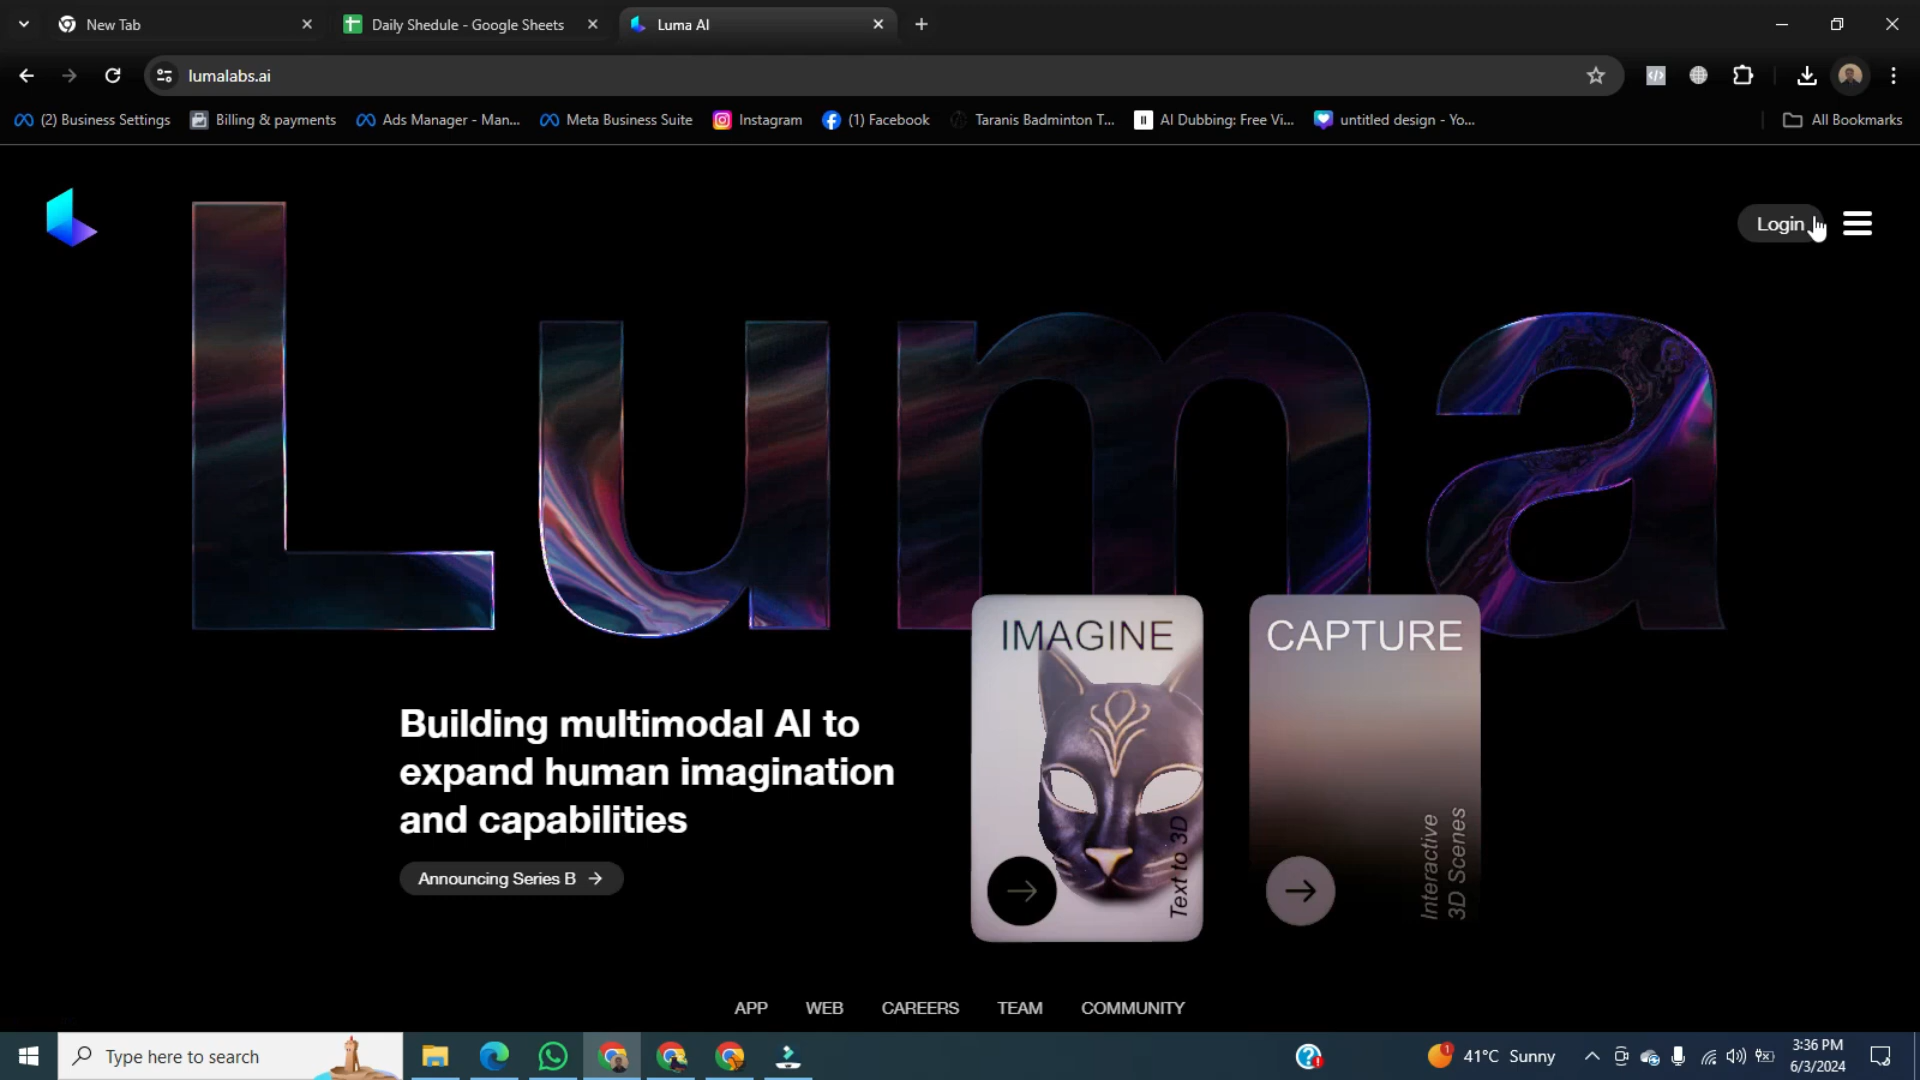 New Tab
Daily Shedule - Google Sheets
Luma AI
lumalabs.ai
(2) Business Settings
Billing & payments
Ads Manager - Man...
Meta Business Suite
Instagram
(1) Facebook
Taranis Badminton T...
AI Dubbing: Free Vi...
untitled design - Yo...
All Bookmarks
Login
Luma
IMAGINE
Text to 3D
CAPTURE
Interactive
3D Scenes
Building multimodal AI to
expand human imagination
and capabilities
Announcing Series B →
APP
WEB
CAREERS
TEAM
COMMUNITY
Type here to search
1
41°C Sunny
3:36 PM
6/3/2024